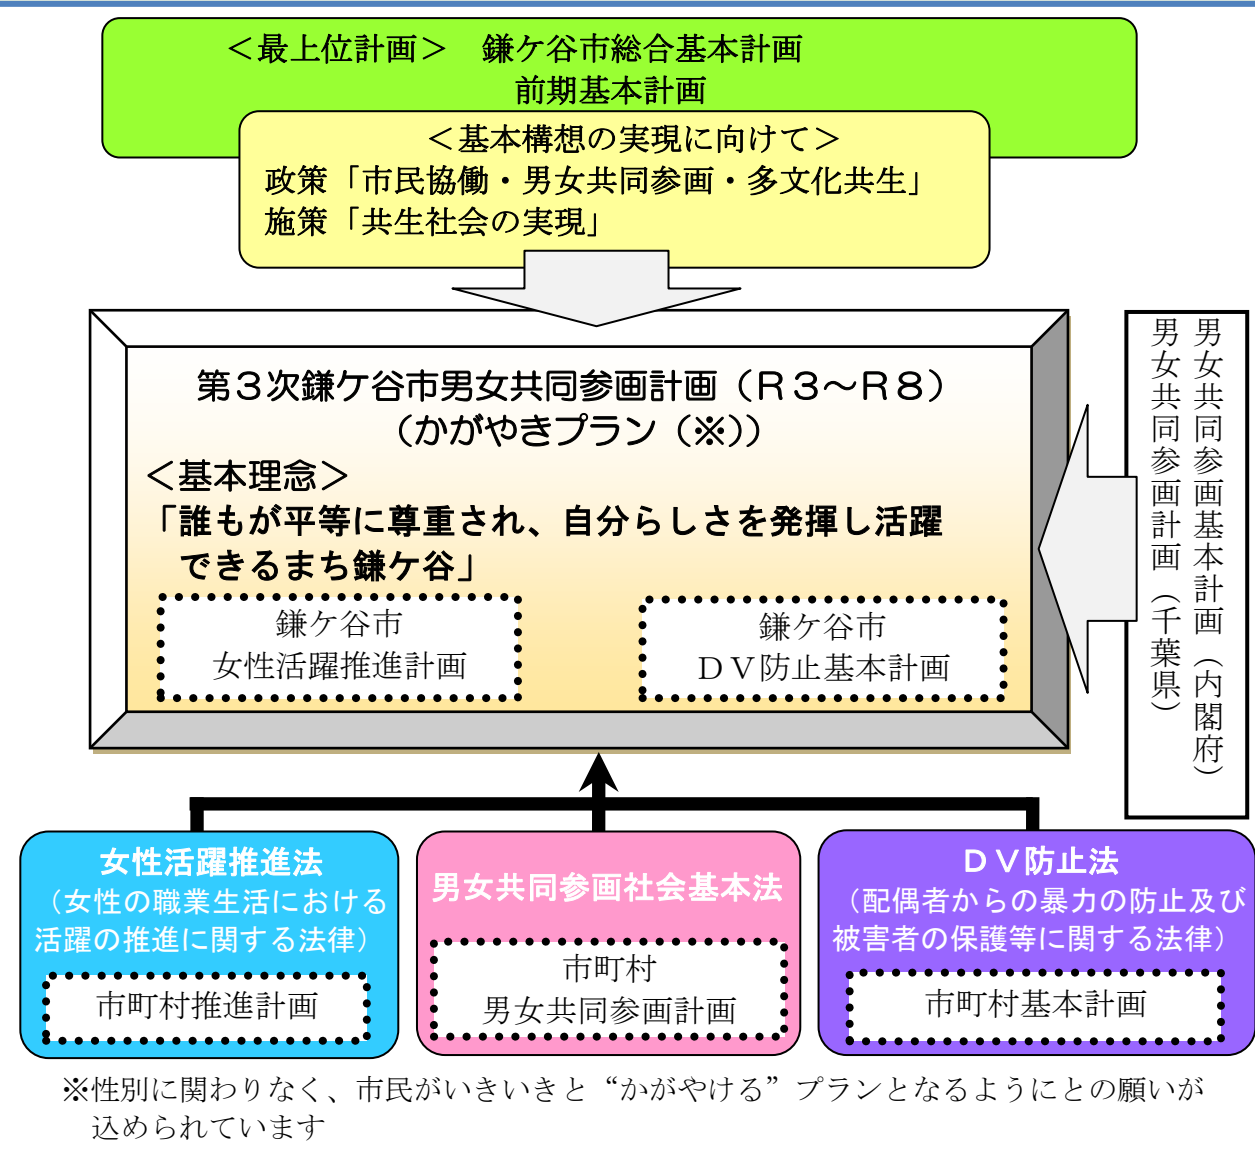 ＜最上位計画＞　鎌ケ谷市総合基本計画
前期基本計画
＜基本構想の実現に向けて＞
政策「市民協働・男女共同参画・多文化共生」
施策「共生社会の実現」
第３次鎌ケ谷市男女共同参画計画（Ｒ３～Ｒ８）
（かがやきプラン（※））
＜基本理念＞
「誰もが平等に尊重され、自分らしさを発揮し活躍
できるまち鎌ケ谷」
鎌ケ谷市
女性活躍推進計画
鎌ケ谷市
ＤＶ防止基本計画
男女共同参画基本計画（内閣府）
男女共同参画計画（千葉県）
女性活躍推進法
（女性の職業生活における
活躍の推進に関する法律）
市町村推進計画
男女共同参画社会基本法
市町村
男女共同参画計画
ＤＶ防止法
（配偶者からの暴力の防止及び
被害者の保護等に関する法律）
市町村基本計画
※性別に関わりなく、市民がいきいきと“かがやける”プランとなるようにとの願いが
込められています